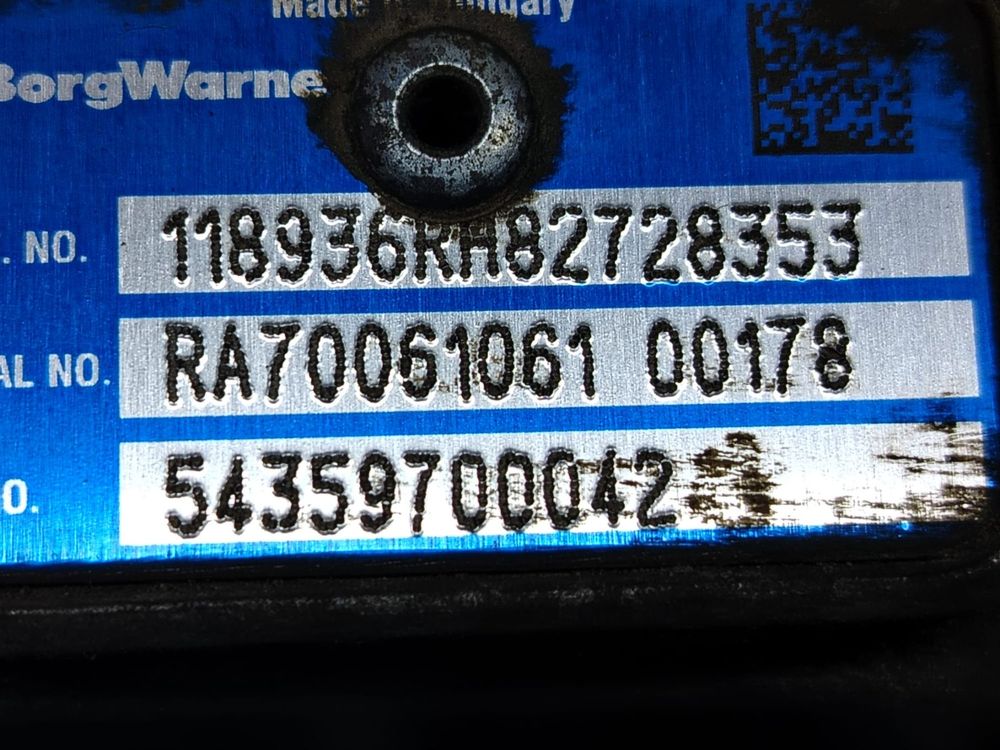 Made in Hungary
BorgWarne
. NO. 118936RH82728353
AL NO. RA70061061 00178
O. 54359700042